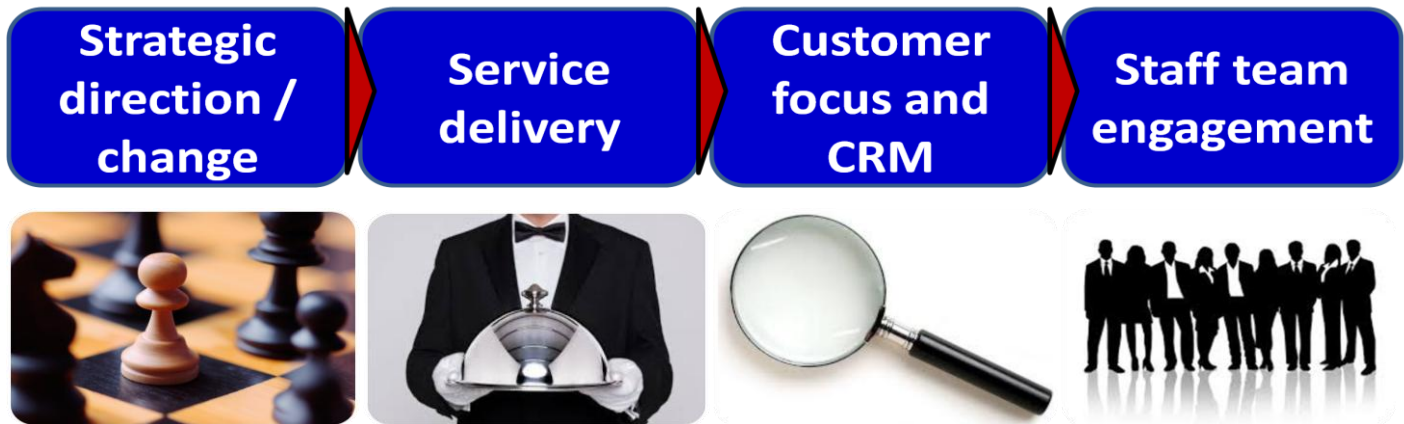 Strategic
direction /
change
Service
delivery
Customer
focus and
CRM
Staff team
engagement